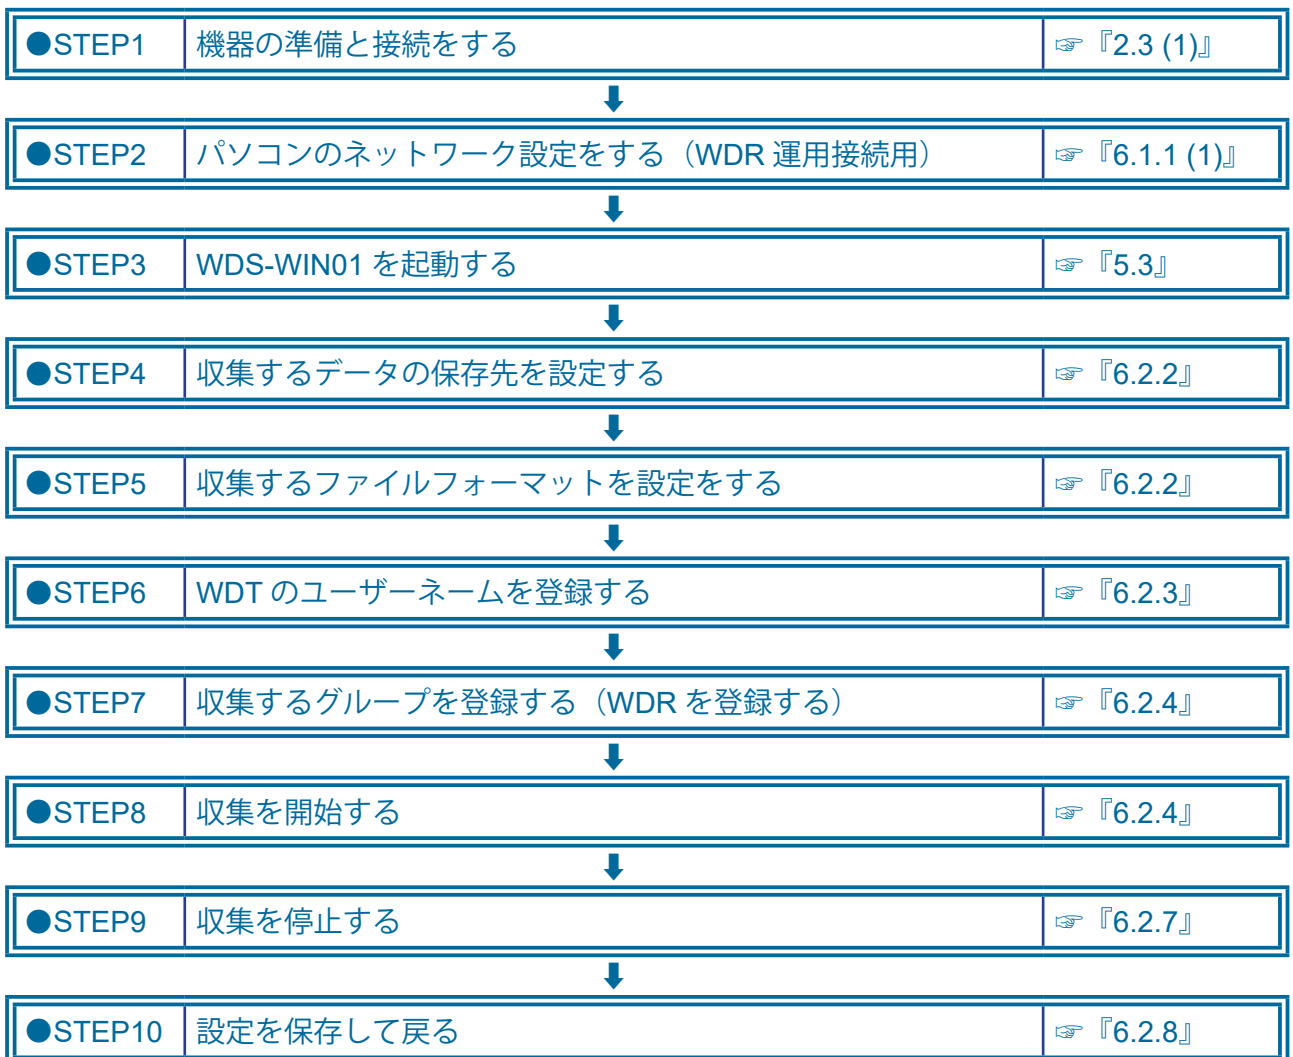 ●STEP1 機器の準備と接続をする ☞『2.3 (1)』
⬇
●STEP2 パソコンのネットワーク設定をする（WDR 運用接続用） ☞『6.1.1 (1)』
⬇
●STEP3 WDS-WIN01 を起動する ☞『5.3』
⬇
●STEP4 収集するデータの保存先を設定する ☞『6.2.2』
⬇
●STEP5 収集するファイルフォーマットを設定をする ☞『6.2.2』
⬇
●STEP6 WDT のユーザーネームを登録する ☞『6.2.3』
⬇
●STEP7 収集するグループを登録する（WDR を登録する） ☞『6.2.4』
⬇
●STEP8 収集を開始する ☞『6.2.4』
⬇
●STEP9 収集を停止する ☞『6.2.7』
⬇
●STEP10 設定を保存して戻る ☞『6.2.8』